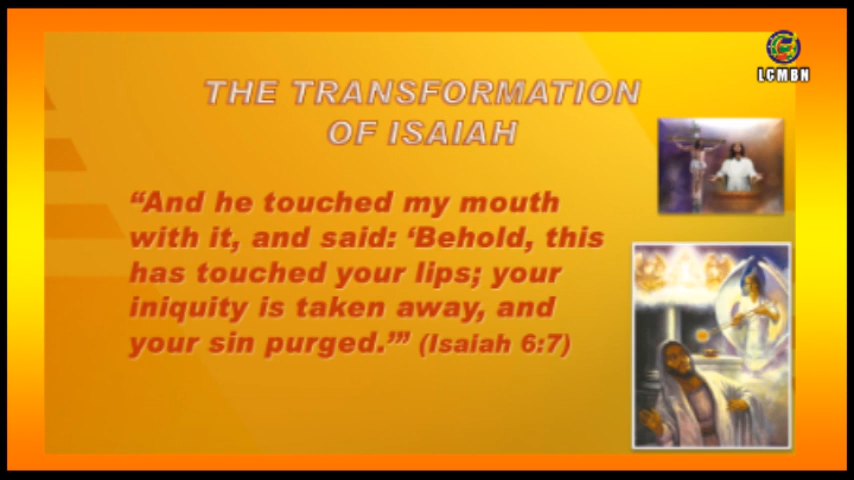 LCMBN
THE TRANSFORMATION
OF ISAIAH
“And he touched my mouth
with it, and said: ‘Behold, this
has touched your lips; your
iniquity is taken away, and
your sin purged.’” (Isaiah 6:7)